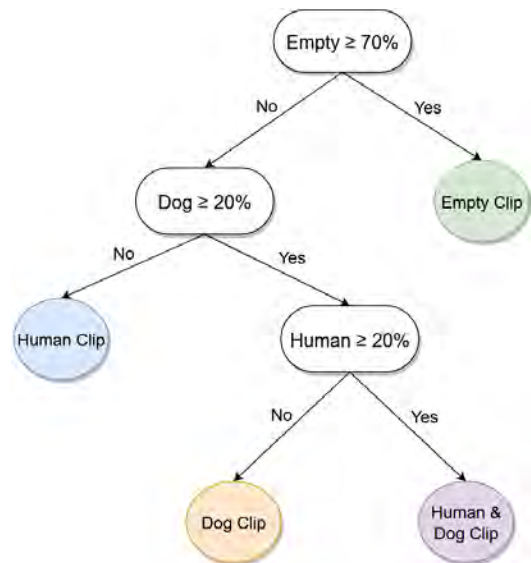 Empty ≥ 70%
No
Yes
Dog ≥ 20%
Empty Clip
No
Yes
Human Clip
Human ≥ 20%
No
Yes
Dog Clip
Human &
Dog Clip